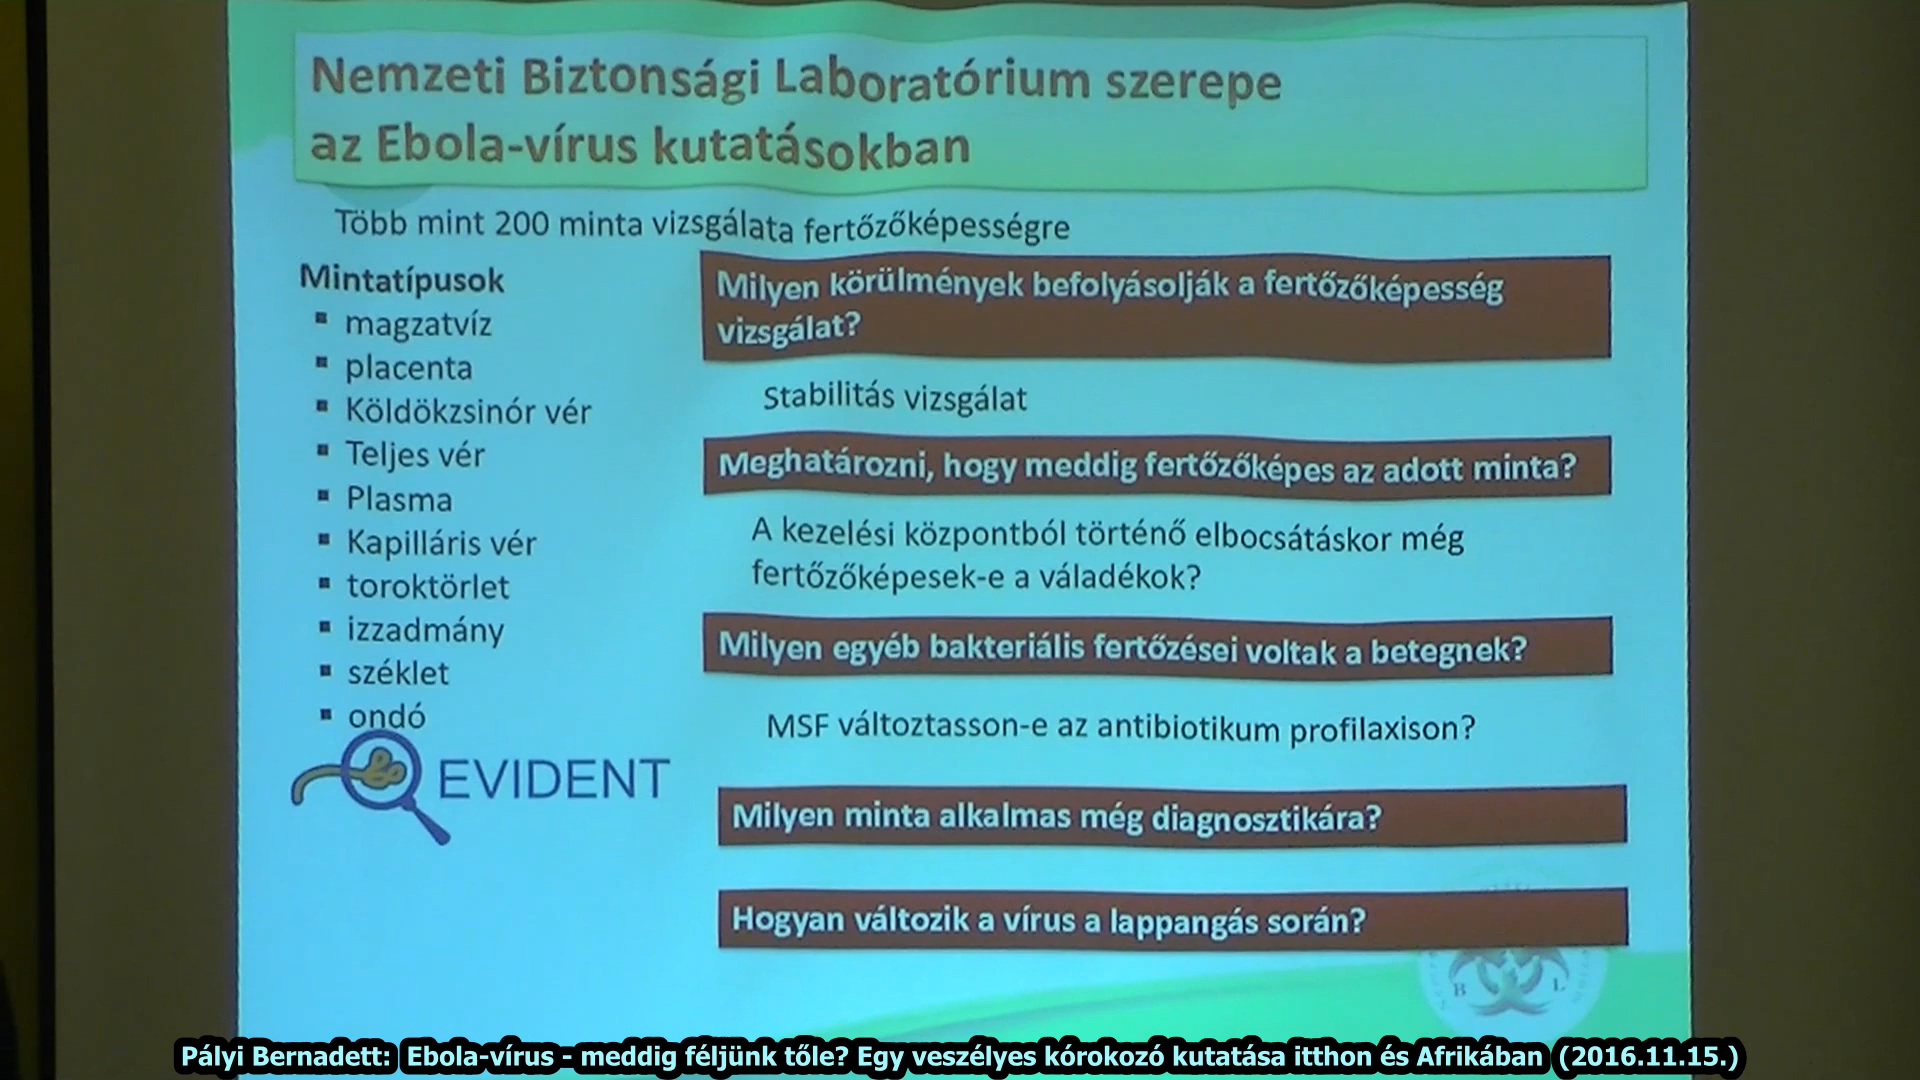 Nemzeti Biztonsági Laboratórium szerepe
az Ebola-vírus kutatásokban
Több mint 200 minta vizsgálata fertőzőképességre
Mintatípusok
▪ magzatvíz
▪ placenta
▪ Köldökzsinór vér
▪ Teljes vér
▪ Plasma
▪ Kapilláris vér
▪ toroktörlet
▪ izzadmány
▪ széklet
▪ ondó
EVIDENT
Milyen körülmények befolyásolják a fertőzőképesség
vizsgálat?
Stabilitás vizsgálat
Meghatározni, hogy meddig fertőzőképes az adott minta?
A kezelési központból történő elbocsátáskor még
fertőzőképesek-e a váladékok?
Milyen egyéb bakteriális fertőzései voltak a betegnek?
MSF változtasson-e az antibiotikum profilaxison?
Milyen minta alkalmas még diagnosztikára?
Hogyan változik a vírus a lappangás során?
B L
Pályi Bernadett: Ebola-vírus - meddig féljünk tőle? Egy veszélyes kórokozó kutatása itthon és Afrikában (2016.11.15.)